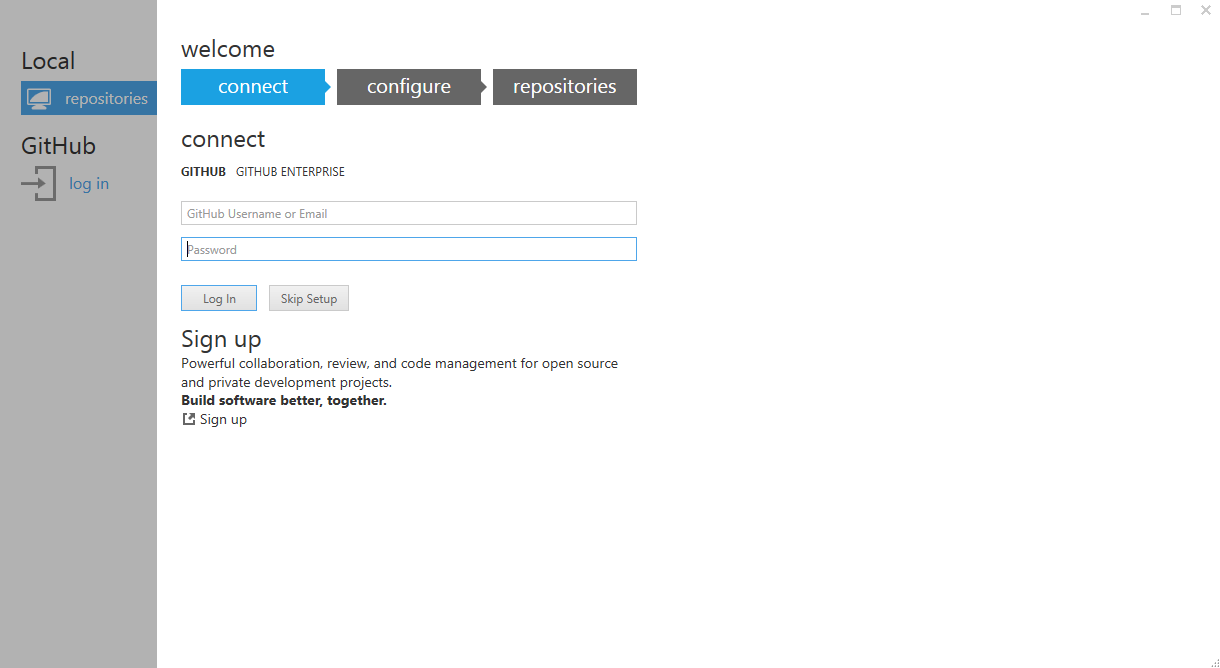 Local
repositories
GitHub
log in
welcome
connect
configure
repositories
connect
GITHUB GITHUB ENTERPRISE
GitHub Username or Email
Password
Log In
Skip Setup
Sign up
Powerful collaboration, review, and code management for open source
and private development projects.
Build software better, together.
Sign up